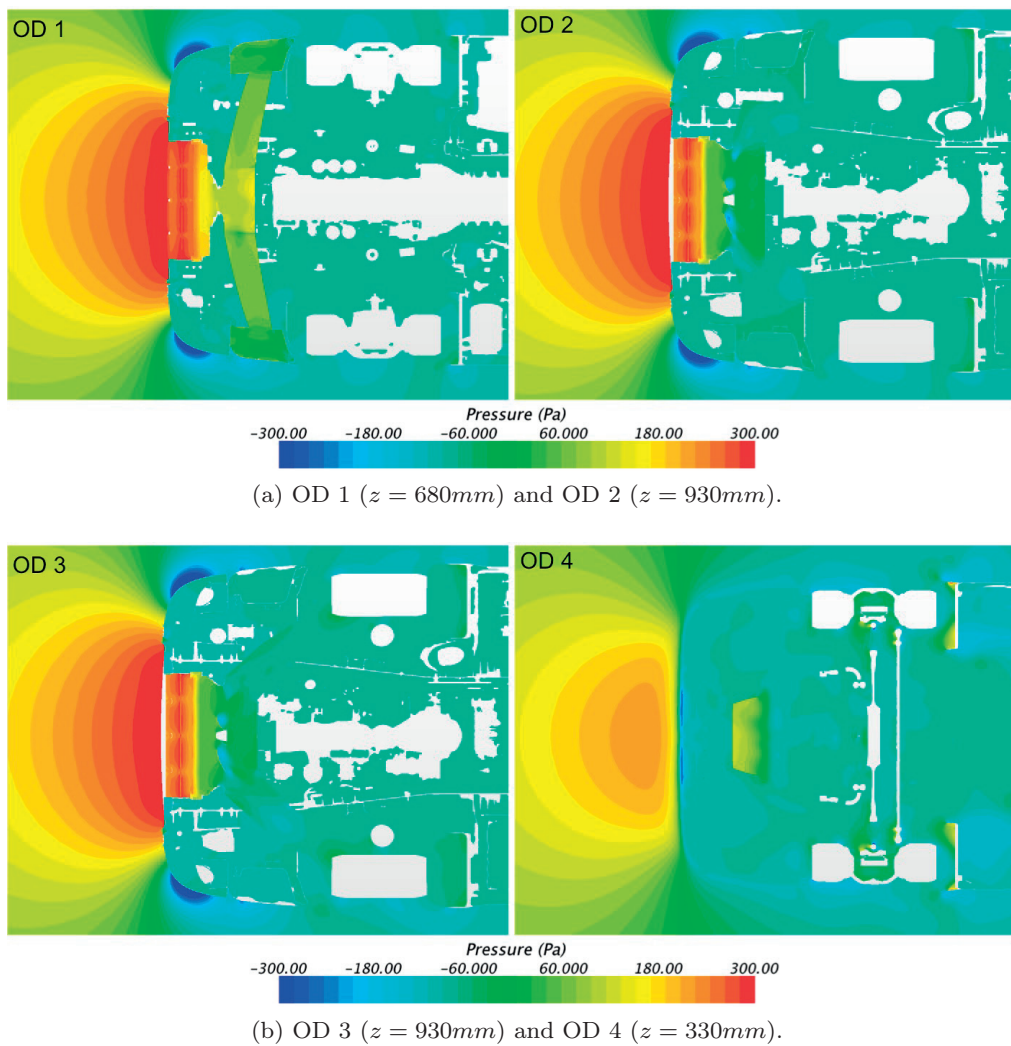 OD 1
OD 2
Pressure (Pa)
-300.00 -180.00 -60.000 60.000 180.00 300.00
(a) OD 1 (z = 680mm) and OD 2 (z = 930mm).
OD 3
OD 4
Pressure (Pa)
-300.00 -180.00 -60.000 60.000 180.00 300.00
(b) OD 3 (z = 930mm) and OD 4 (z = 330mm).